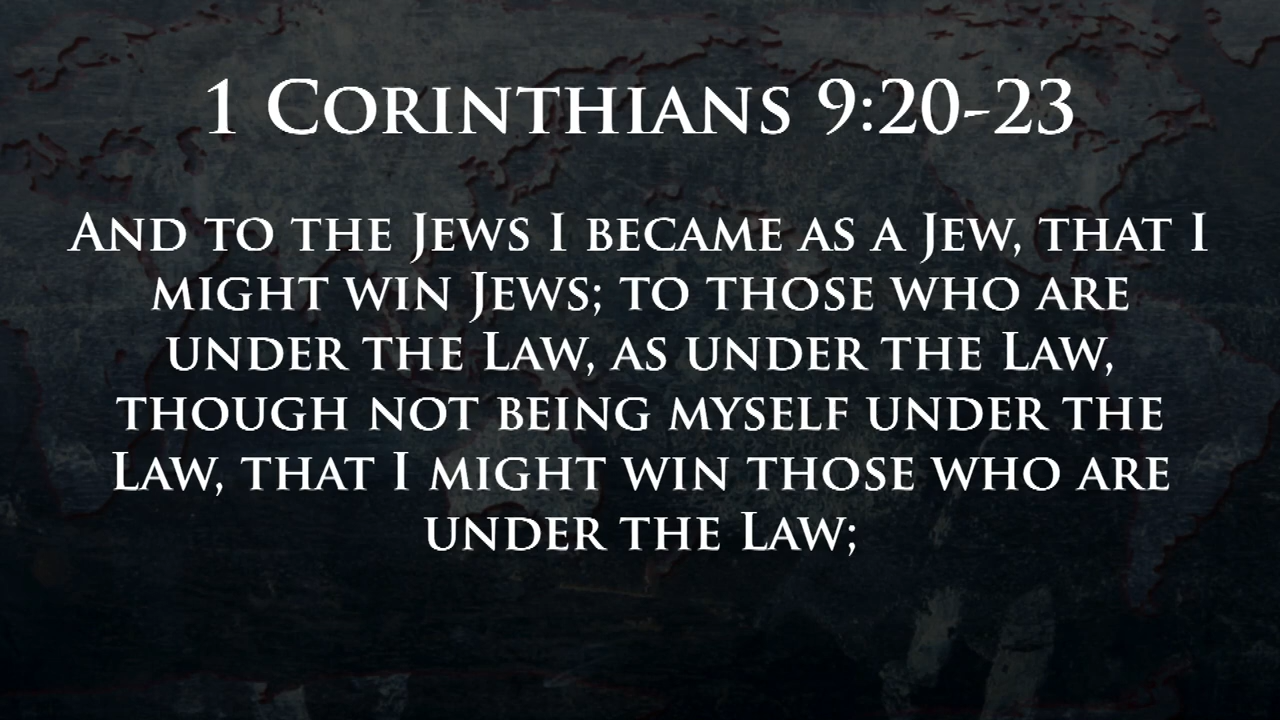 1 Corinthians 9:20-23
And to the Jews I became as a Jew, that I
might win Jews; to those who are
under the Law, as under the Law,
though not being myself under the
Law, that I might win those who are
under the Law;